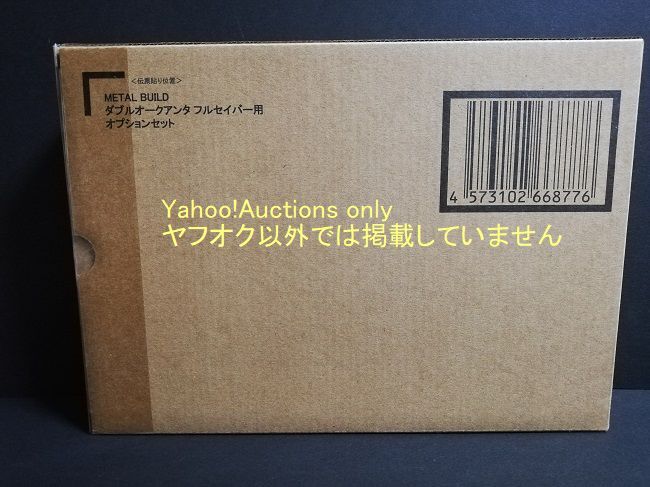 ＜伝票貼り位置＞
METAL BUILD
ダブルオークアンタ フルセイバー用
オプションセット
4 573102 668776
Yahoo!Auctions only
ヤフオク以外では掲載していません